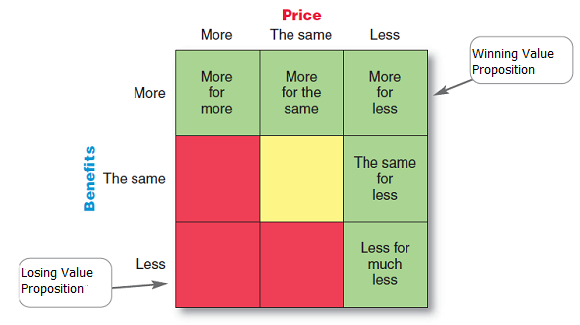 Price
More The same Less
Winning Value
Proposition
More
More
for
more
More
for the
same
More
for
less
Benefits
The same
The same
for
less
Less
Less for
much
less
Losing Value
Proposition